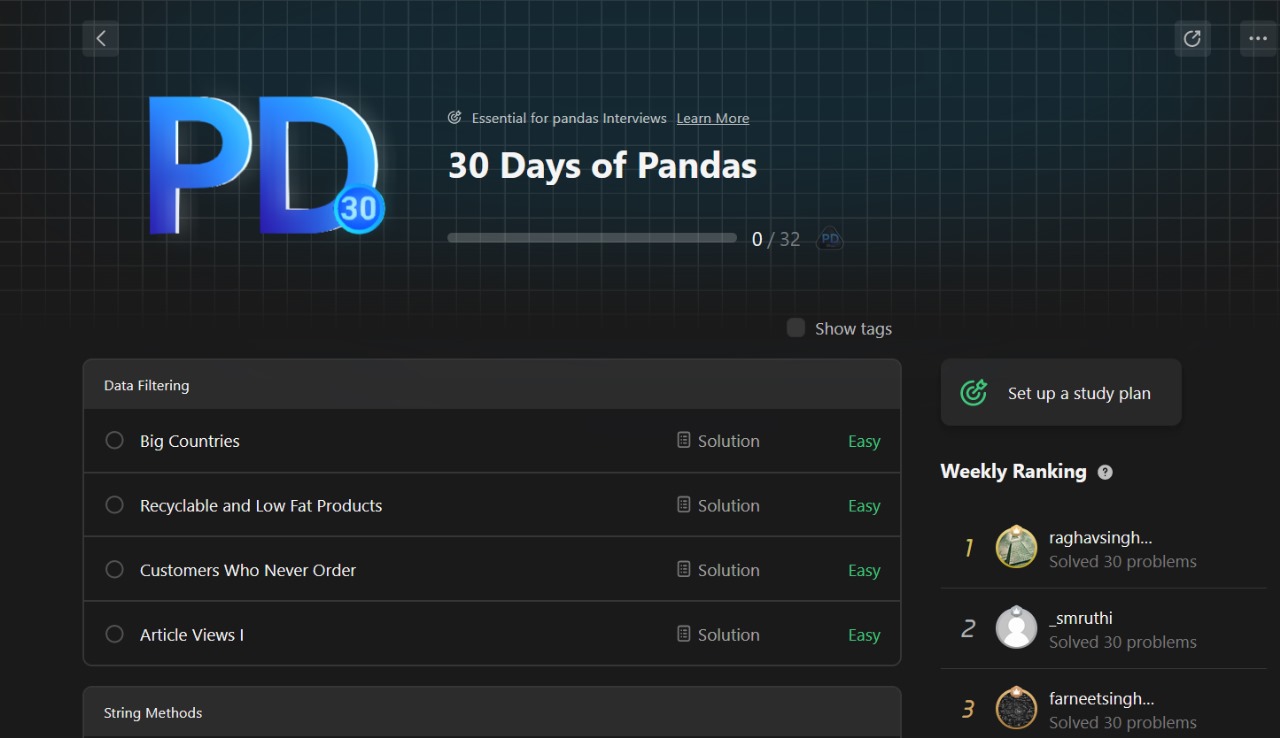 PD
30
Essential for pandas Interviews Learn More
30 Days of Pandas
0 / 32 PD
Show tags
Data Filtering
Big Countries Solution Easy
Recyclable and Low Fat Products Solution Easy
Customers Who Never Order Solution Easy
Article Views I Solution Easy
String Methods
Set up a study plan
Weekly Ranking ?
1 raghavsingh...
Solved 30 problems
2 _smruthi
Solved 30 problems
3 farneetsingh...
Solved 30 problems